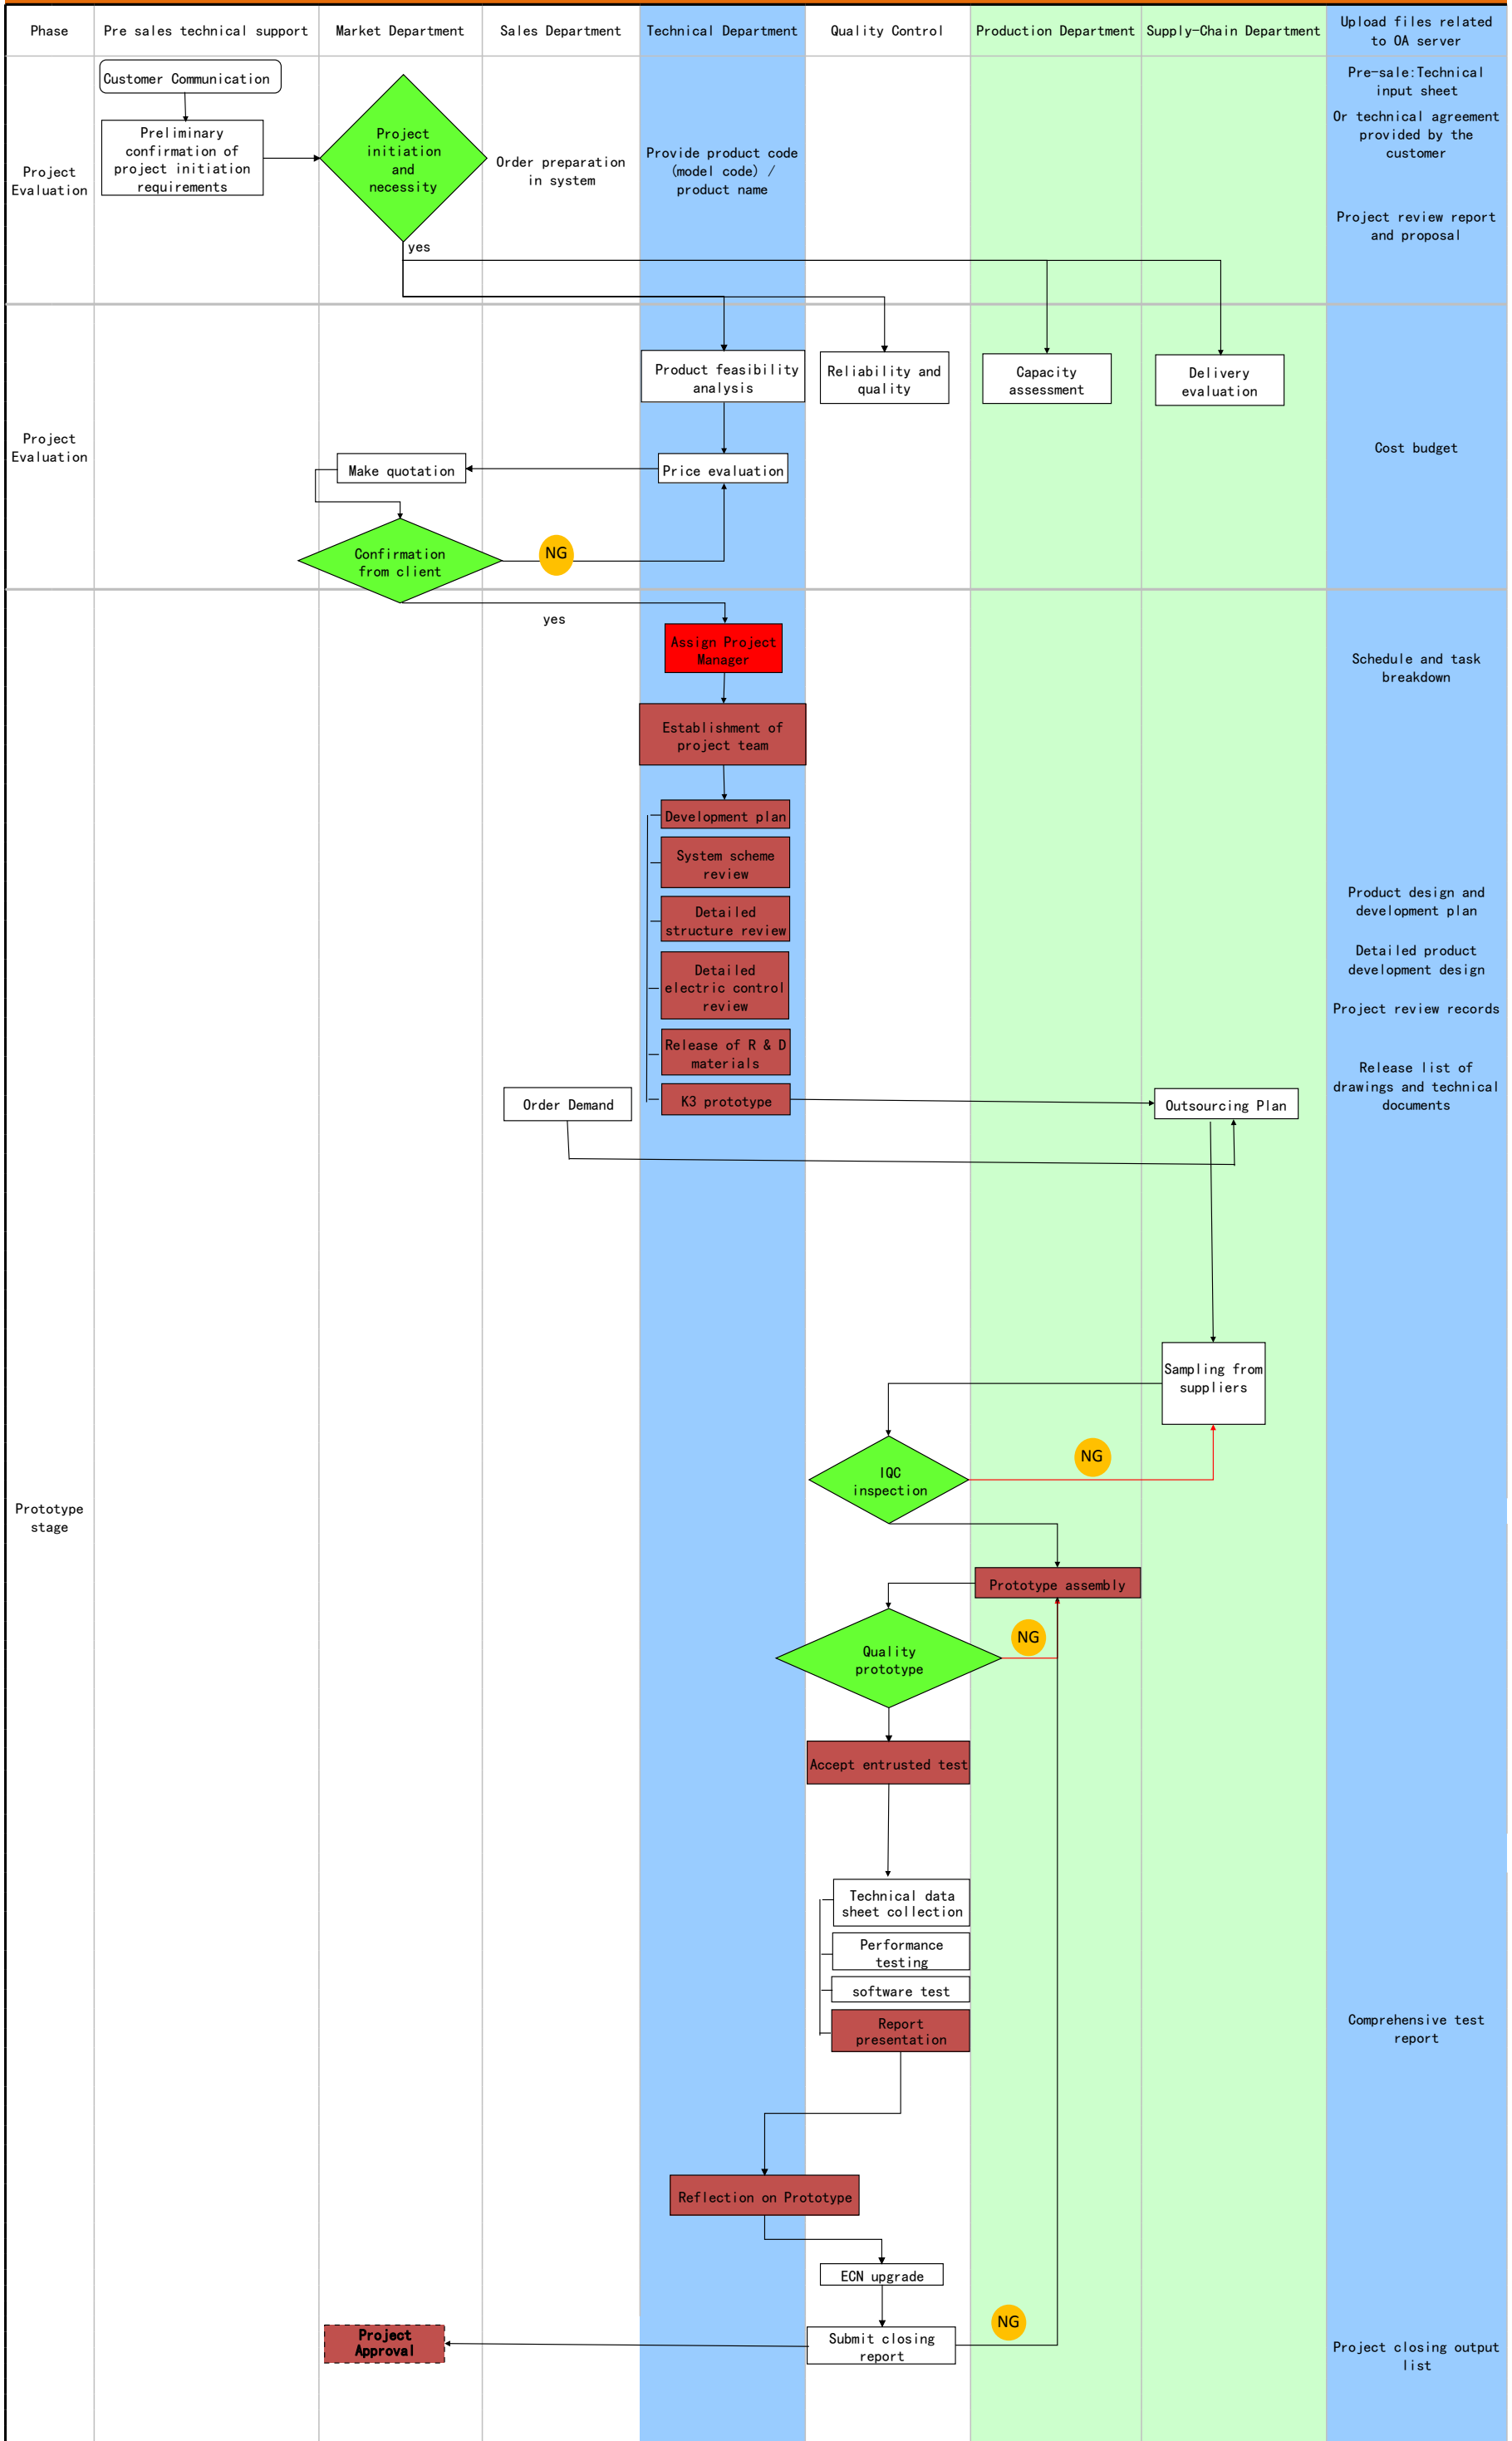 Phase
Pre sales technical support
Market Department
Sales Department
Technical Department
Quality Control
Production Department
Supply-Chain Department
Upload files related
to OA server
Customer Communication
Preliminary
confirmation of
project initiation
requirements
Project
initiation
and
necessity
Order preparation
in system
Provide product code
(model code) /
product name
Pre-sale:Technical
input sheet
Or technical agreement
provided by the
customer
Project
Evaluation
Project review report
and proposal
yes
Product feasibility
analysis
Reliability and
quality
Capacity
assessment
Delivery
evaluation
Project
Evaluation
Make quotation
Price evaluation
Cost budget
Confirmation
from client
NG
yes
Assign Project
Manager
Schedule and task
breakdown
Establishment of
project team
Development plan
System scheme
review
Detailed
structure review
Detailed
electric control
review
Release of R & D
materials
K3 prototype
Product design and
development plan
Detailed product
development design
Project review records
Release list of
drawings and technical
documents
Order Demand
Outsourcing Plan
Sampling from
suppliers
NG
IQC
inspection
Prototype
stage
Prototype assembly
NG
Quality
prototype
Accept entrusted test
Technical data
sheet collection
Performance
testing
software test
Report
presentation
Comprehensive test
report
Reflection on Prototype
ECN upgrade
NG
Project
Approval
Submit closing
report
Project closing output
list